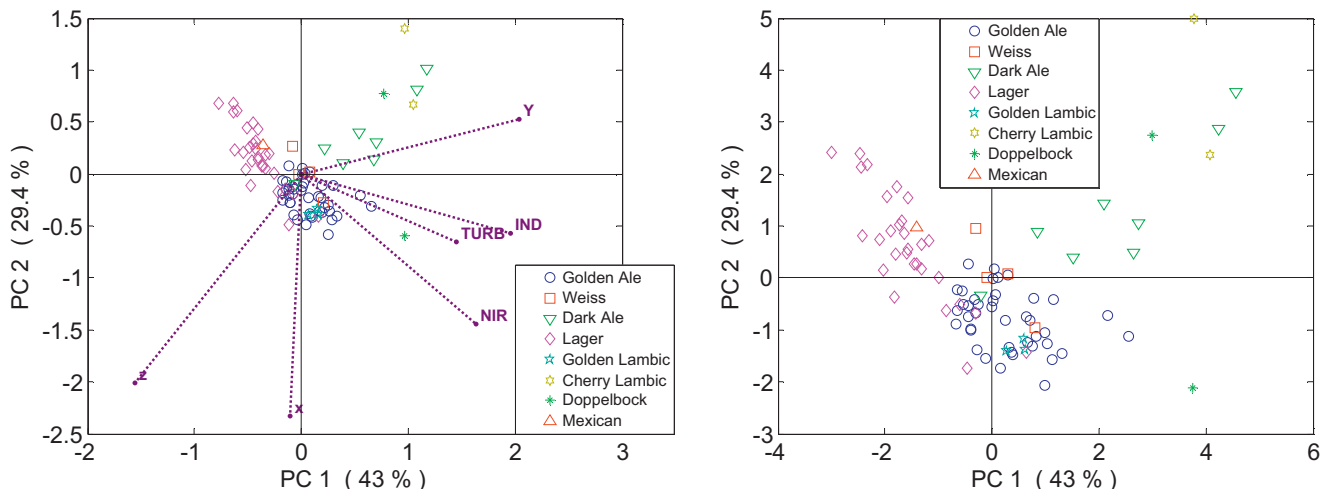 1.5
1
0.5
0
-0.5
-1
-1.5
-2
-2.5
PC 2 ( 29.4 % )
Y
IND
TURB
NIR
z
x
Golden Ale
Weiss
Dark Ale
Lager
Golden Lambic
Cherry Lambic
Doppelbock
Mexican
-2 -1 0 1 2 3
PC 1 ( 43 % )
5
4
3
2
1
0
-1
-2
-3
PC 2 ( 29.4 % )
Golden Ale
Weiss
Dark Ale
Lager
Golden Lambic
Cherry Lambic
Doppelbock
Mexican
-4 -2 0 2 4 6
PC 1 ( 43 % )